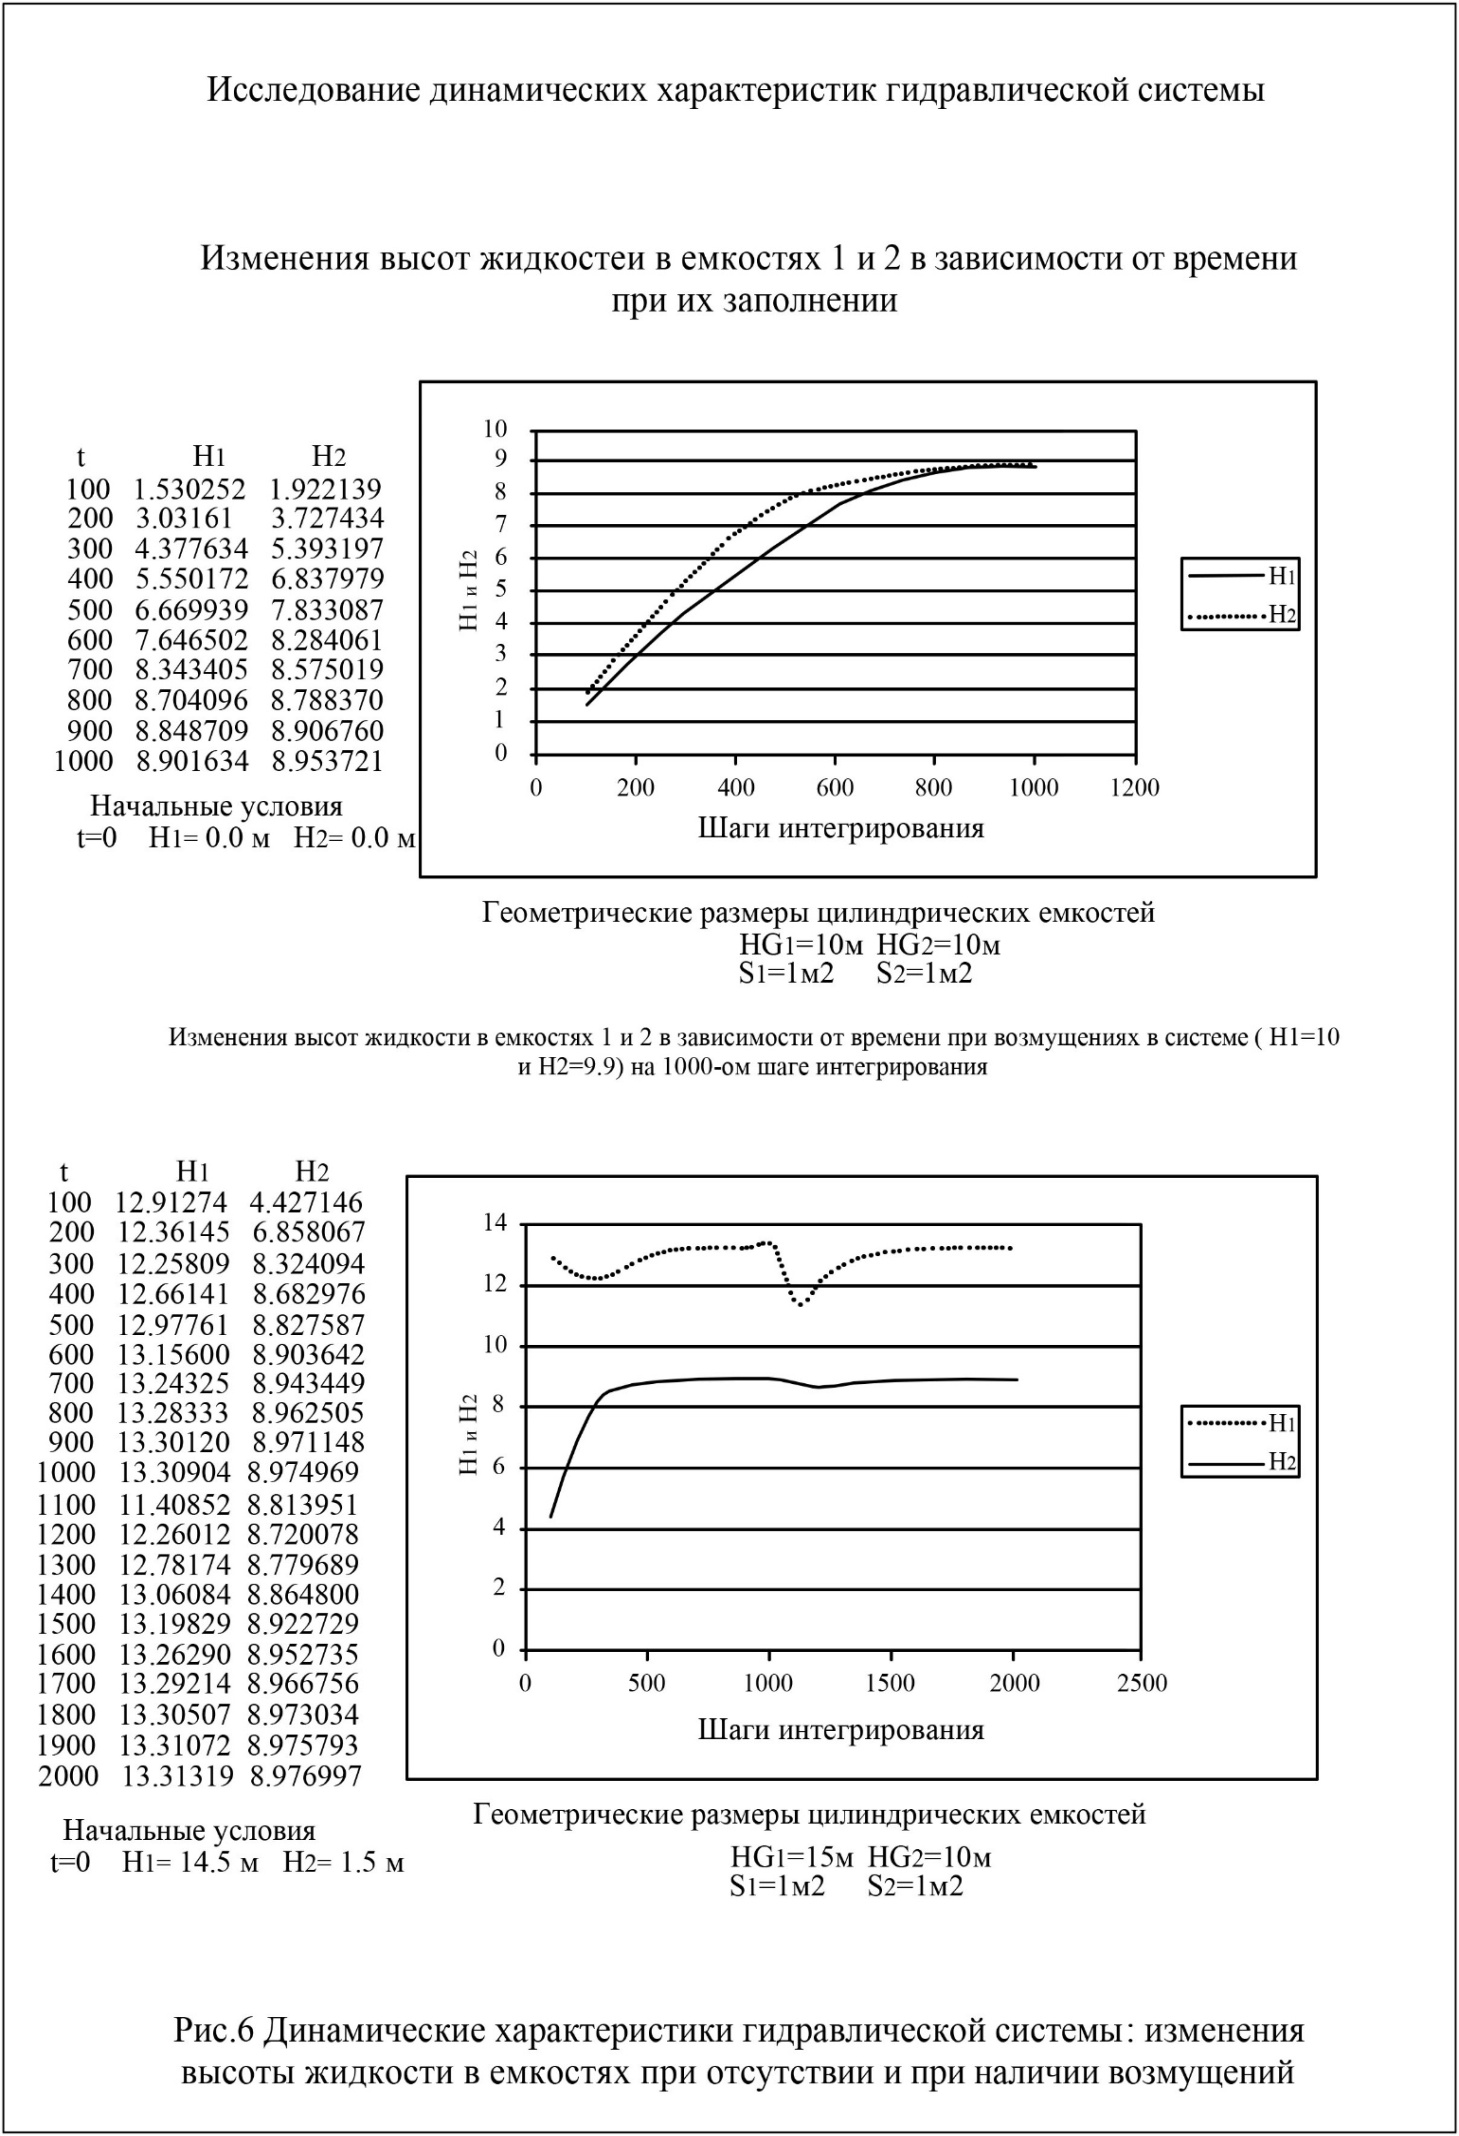 Исследование динамических характеристик гидравлической системы
Изменения высот жидкостеи в емкостях 1 и 2 в зависимости от времени
при их заполнении
t H1 H2
100 1.530252 1.922139
200 3.03161 3.727434
300 4.377634 5.393197
400 5.550172 6.837979
500 6.669939 7.833087
600 7.646502 8.284061
700 8.343405 8.575019
800 8.704096 8.788370
900 8.848709 8.906760
1000 8.901634 8.953721
Начальные условия
t=0 H1= 0.0 м H2= 0.0 м
10
9
8
7
6
5
4
3
2
1
0
H1 и H2
0 200 400 600 800 1000 1200
Шаги интегрирования
H1
H2
Геометрические размеры цилиндрических емкостей
HG1=10м HG2=10м
S1=1м2 S2=1м2
Изменения высот жидкости в емкостях 1 и 2 в зависимости от времени при возмущениях в системе ( H1=10
и H2=9.9) на 1000-ом шаге интегрирования
t H1 H2
100 12.91274 4.427146
200 12.36145 6.858067
300 12.25809 8.324094
400 12.66141 8.682976
500 12.97761 8.827587
600 13.15600 8.903642
700 13.24325 8.943449
800 13.28333 8.962505
900 13.30120 8.971148
1000 13.30904 8.974969
1100 11.40852 8.813951
1200 12.26012 8.720078
1300 12.78174 8.779689
1400 13.06084 8.864800
1500 13.19829 8.922729
1600 13.26290 8.952735
1700 13.29214 8.966756
1800 13.30507 8.973034
1900 13.31072 8.975793
2000 13.31319 8.976997
Начальные условия
t=0 H1= 14.5 м H2= 1.5 м
14
12
10
8
6
4
2
0
H1 и H2
0 500 1000 1500 2000 2500
Шаги интегрирования
H1
H2
Геометрические размеры цилиндрических емкостей
HG1=15м HG2=10м
S1=1м2 S2=1м2
Рис.6 Динамические характеристики гидравлической системы: изменения
высоты жидкости в емкостях при отсутствии и при наличии возмущений